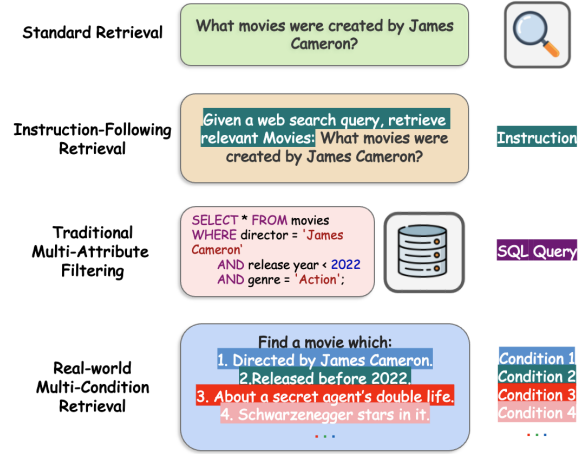 Standard Retrieval
What movies were created by James
Cameron?
Instruction-Following
Retrieval
Given a web search query, retrieve
relevant Movies: What movies were
created by James Cameron?
Instruction
Traditional
Multi-Attribute
Filtering
SELECT * FROM movies
WHERE director = 'James
Cameron'
AND release year < 2022
AND genre = 'Action';
SQL Query
Real-world
Multi-Condition
Retrieval
Find a movie which:
1. Directed by James Cameron.
2.Released before 2022.
3. About a secret agent's double life.
4. Schwarzenegger stars in it.
...
Condition 1
Condition 2
Condition 3
Condition 4
...